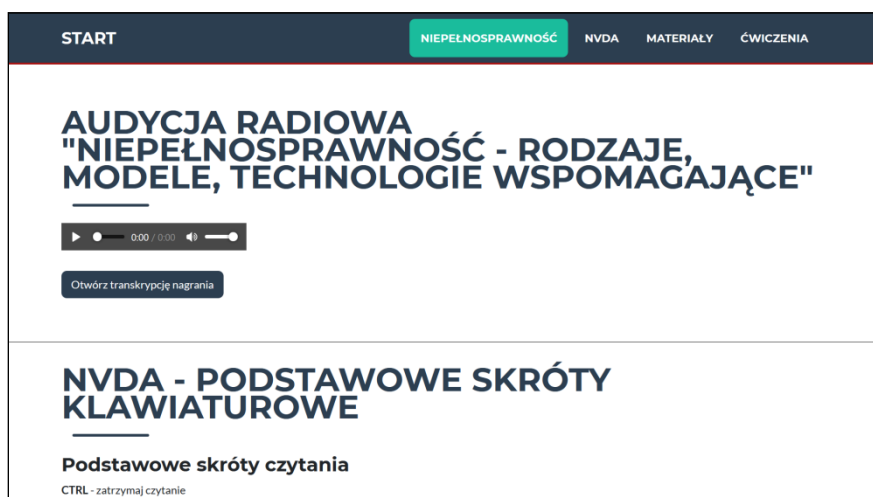 START NIEPEŁNOSPRAWNOŚĆ NVDA MATERIAŁY ĆWICZENIA
AUDYCJA RADIOWA
"NIEPEŁNOSPRAWNOŚĆ - RODZAJE,
MODELE, TECHNOLOGIE WSPOMAGAJĄCE"
0:00 / 0:00
Otwórz transkrypcję nagrania
NVDA - PODSTAWOWE SKRÓTY
KLAWIATUROWE
Podstawowe skróty czytania
CTRL - zatrzymaj czytanie